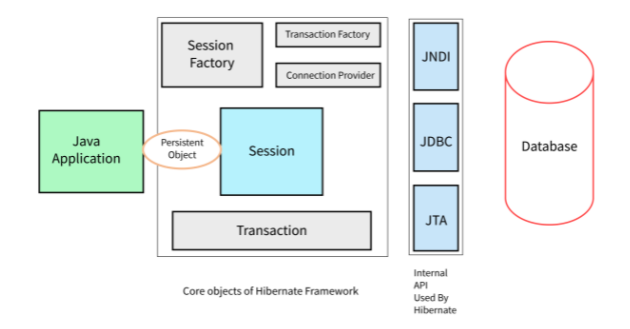 Session
Factory
Transaction Factory
Connection Provider
Java
Application
Persistent
Object
Session
Transaction
JNDI
JDBC
JTA
Database
Core objects of Hibernate Framework
Internal
API
Used By
Hibernate